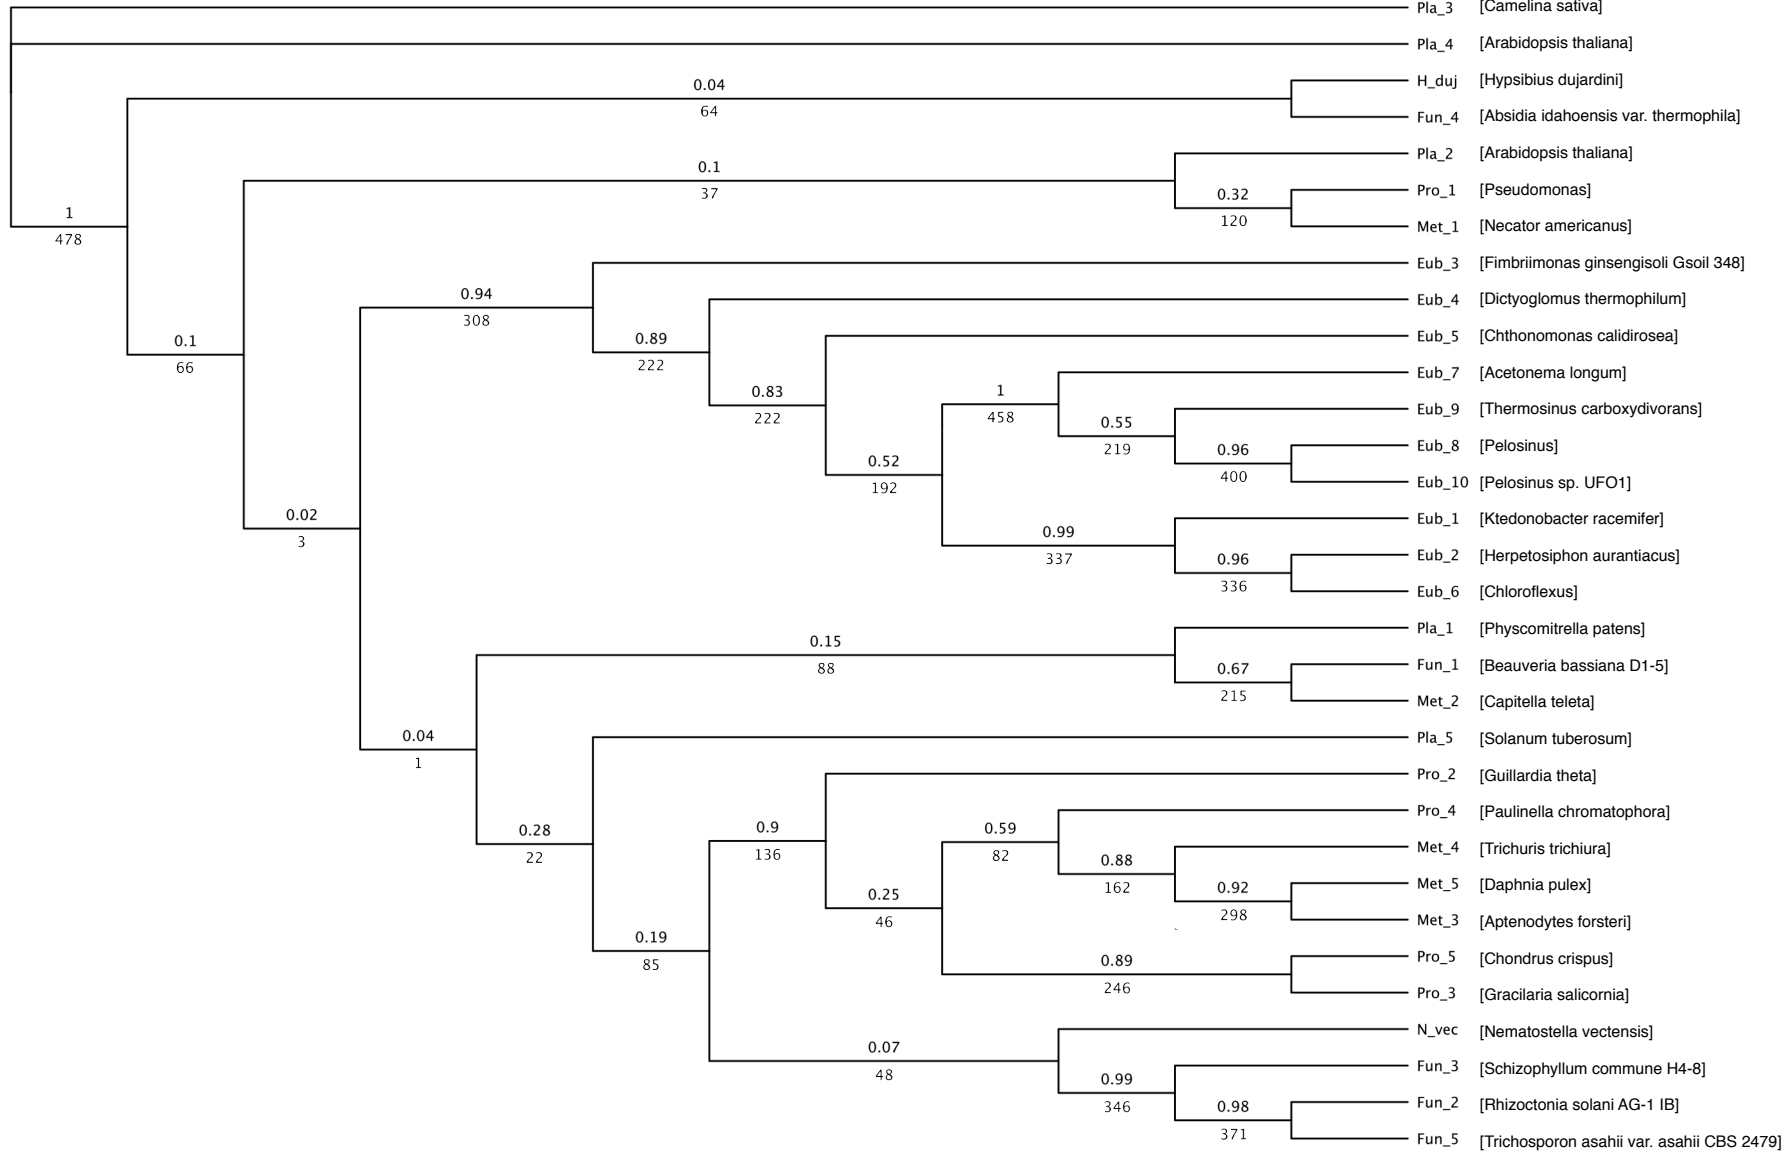 Pla_3 [Camelina sativa]
Pla_4 [Arabidopsis thaliana]
H_duj [Hypsibius dujardini]
0.04
64
Fun_4 [Absidia idahoensis var. thermophila]
Pla_2 [Arabidopsis thaliana]
0.1
37
Pro_1 [Pseudomonas]
0.32
120
Met_1 [Necator americanus]
1
478
Eub_3 [Fimbriimonas ginsengisoli Gsoil 348]
0.94
308
Eub_4 [Dictyoglomus thermophilum]
0.1
66
0.89
222
Eub_5 [Chthonomonas calidirosea]
Eub_7 [Acetonema longum]
0.83
222
1
458
Eub_9 [Thermosinus carboxydivorans]
0.55
219
Eub_8 [Pelosinus]
0.96
400
0.52
192
Eub_10 [Pelosinus sp. UFO1]
0.02
3
Eub_1 [Ktedonobacter racemifer]
0.99
337
Eub_2 [Herpetosiphon aurantiacus]
0.96
336
Eub_6 [Chloroflexus]
Pla_1 [Physcomitrella patens]
0.15
88
Fun_1 [Beauveria bassiana D1-5]
0.67
215
Met_2 [Capitella teleta]
0.04
1
Pla_5 [Solanum tuberosum]
Pro_2 [Guillardia theta]
Pro_4 [Paulinella chromatophora]
0.28
22
0.9
136
0.59
82
Met_4 [Trichuris trichiura]
0.88
162
Met_5 [Daphnia pulex]
0.92
298
0.25
46
Met_3 [Aptenodytes forsteri]
0.19
85
Pro_5 [Chondrus crispus]
0.89
246
Pro_3 [Gracilaria salicornia]
N_vec [Nematostella vectensis]
0.07
48
Fun_3 [Schizophyllum commune H4-8]
0.99
346
Fun_2 [Rhizoctonia solani AG-1 IB]
0.98
371
Fun_5 [Trichosporon asahii var. asahii CBS 2479]